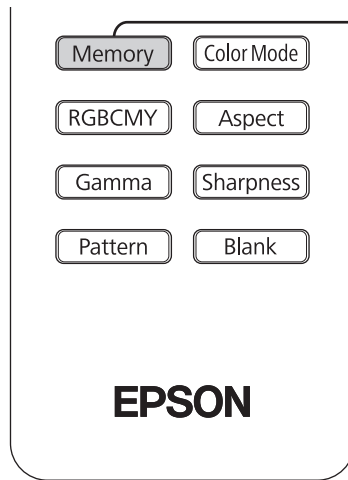 Memory Color Mode
RGBCMY Aspect
Gamma Sharpness
Pattern Blank
EPSON